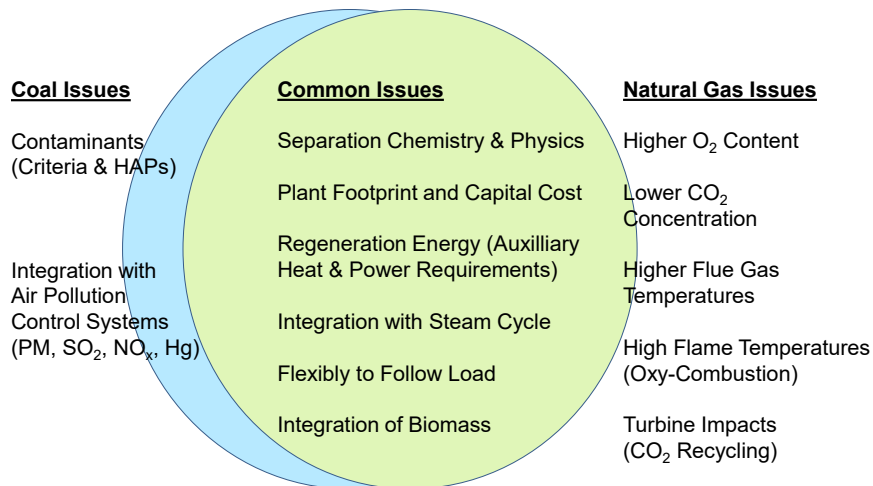 Coal Issues
Contaminants
(Criteria & HAPs)
Integration with
Air Pollution
Control Systems
(PM, SO₂, NOₓ, Hg)
Common Issues
Separation Chemistry & Physics
Plant Footprint and Capital Cost
Regeneration Energy (Auxilliary
Heat & Power Requirements)
Integration with Steam Cycle
Flexibly to Follow Load
Integration of Biomass
Natural Gas Issues
Higher O₂ Content
Lower CO₂
Concentration
Higher Flue Gas
Temperatures
High Flame Temperatures
(Oxy-Combustion)
Turbine Impacts
(CO₂ Recycling)